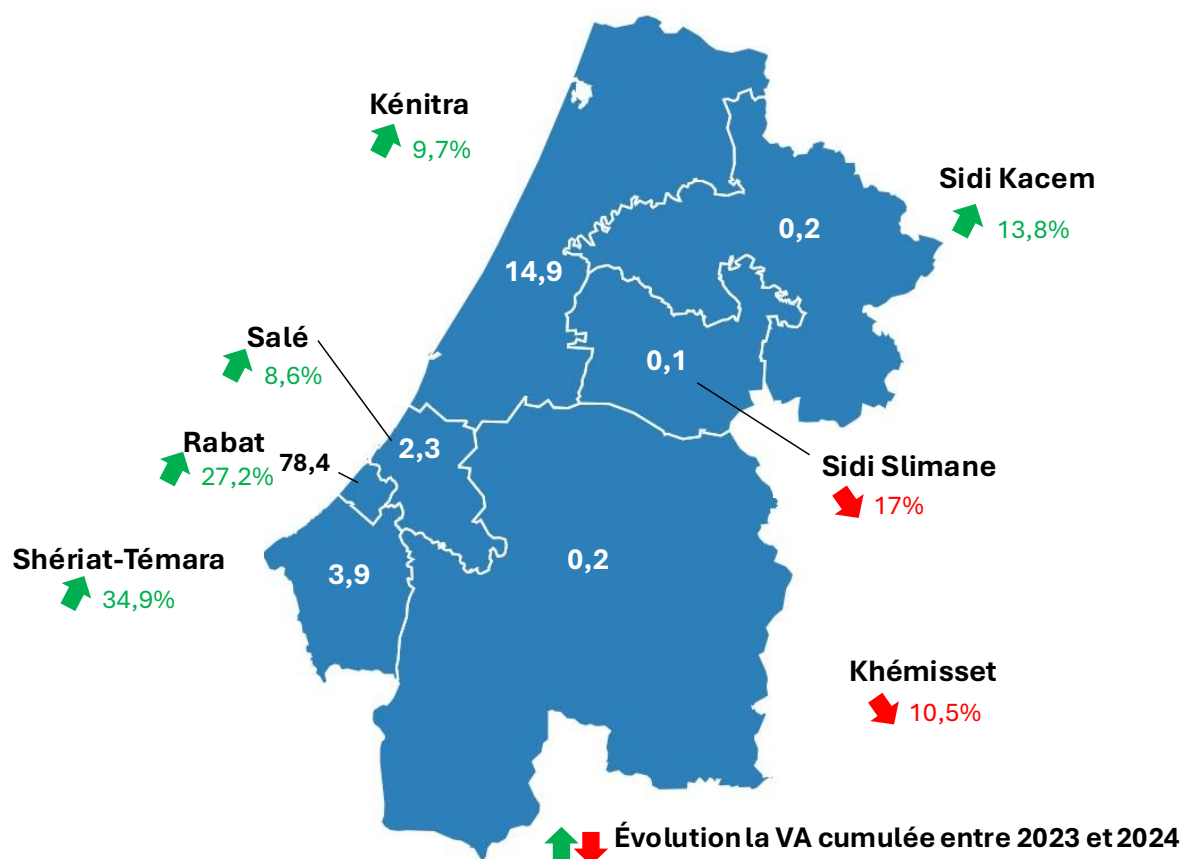 Kénitra
9,7%
Sidi Kacem
13,8%
0,2
14,9
Salé
8,6%
0,1
Rabat
27,2%
78,4
2,3
Sidi Slimane
17%
Shériat-Témara
34,9%
3,9
0,2
Khémisset
10,5%
Évolution la VA cumulée entre 2023 et 2024